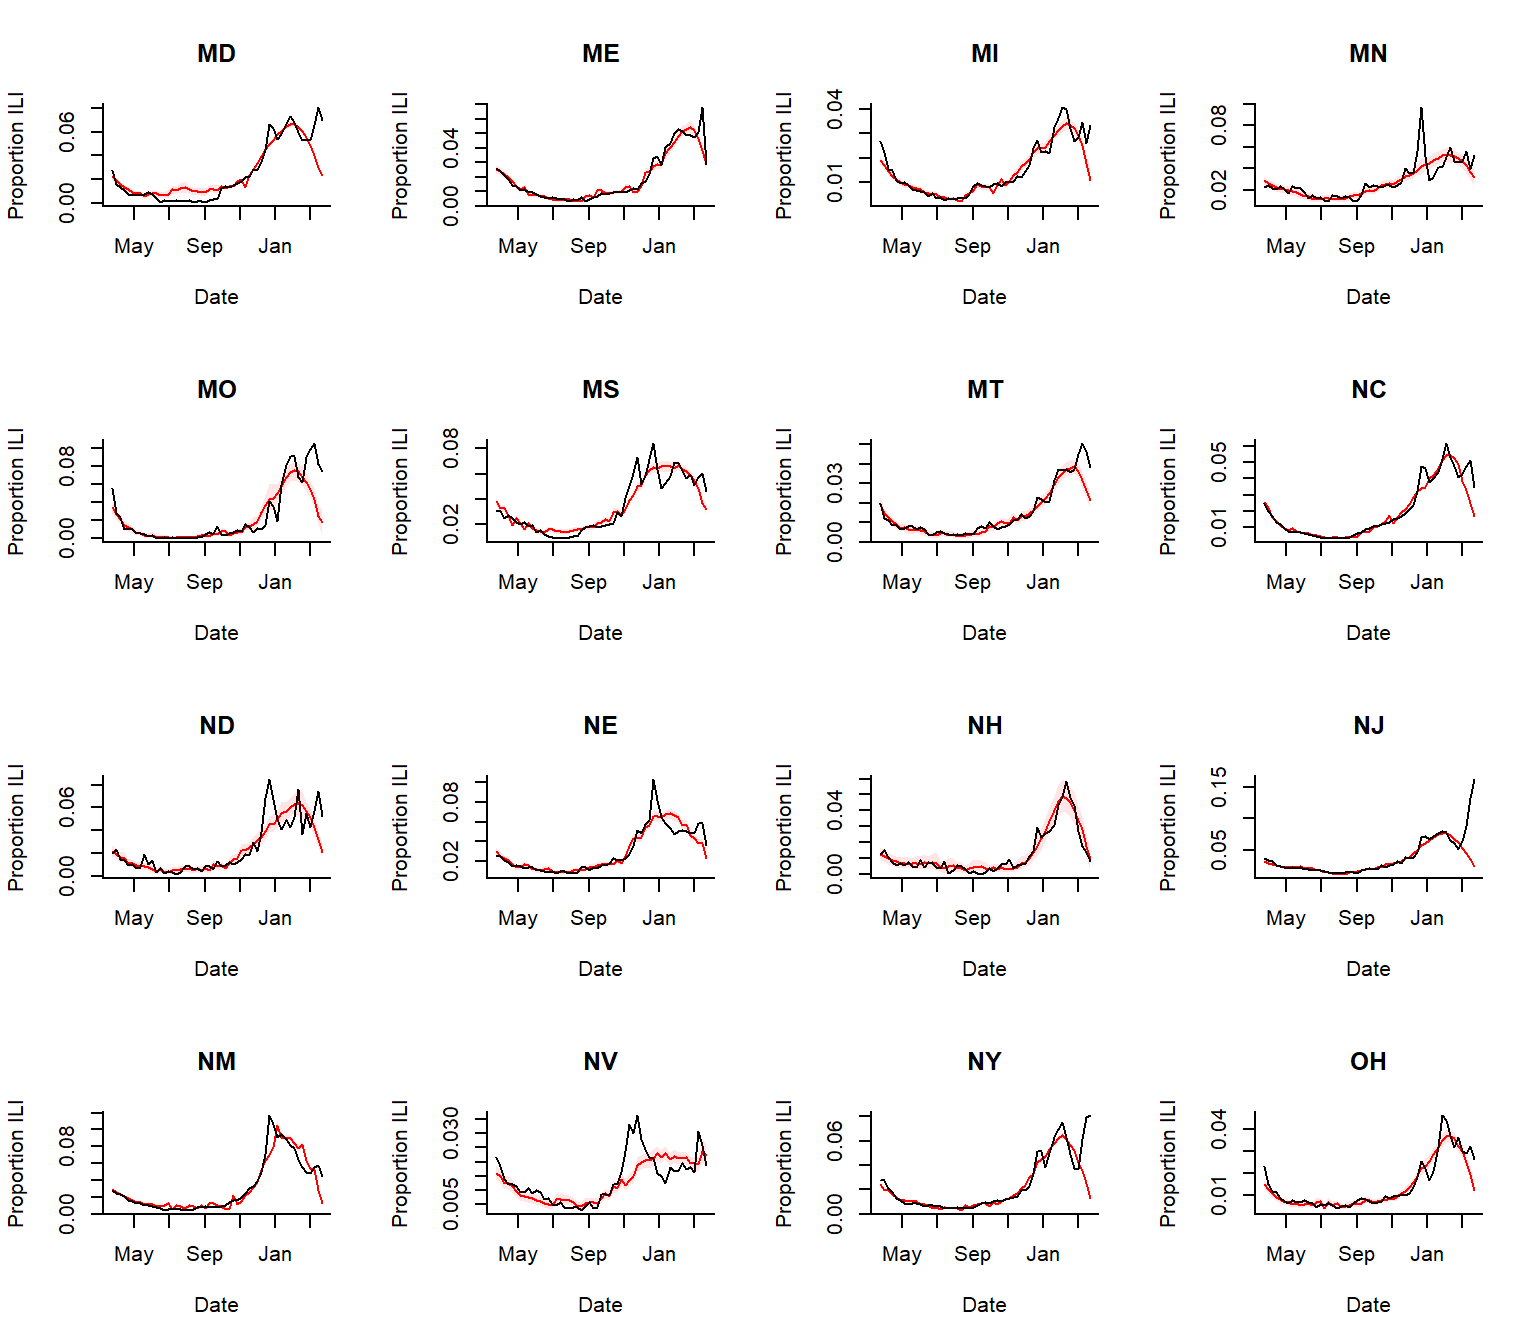 MD ME MI MN
Proportion ILI Proportion ILI Proportion ILI Proportion ILI
0.00 0.06 0.00 0.04 0.01 0.04 0.02 0.08
May Sep Jan May Sep Jan May Sep Jan May Sep Jan
Date Date Date Date
MO MS MT NC
Proportion ILI Proportion ILI Proportion ILI Proportion ILI
0.00 0.08 0.02 0.08 0.00 0.03 0.01 0.05
May Sep Jan May Sep Jan May Sep Jan May Sep Jan
Date Date Date Date
ND NE NH NJ
Proportion ILI Proportion ILI Proportion ILI Proportion ILI
0.00 0.06 0.02 0.08 0.00 0.04 0.05 0.15
May Sep Jan May Sep Jan May Sep Jan May Sep Jan
Date Date Date Date
NM NV NY OH
Proportion ILI Proportion ILI Proportion ILI Proportion ILI
0.00 0.08 0.005 0.030 0.00 0.06 0.01 0.04
May Sep Jan May Sep Jan May Sep Jan May Sep Jan
Date Date Date Date